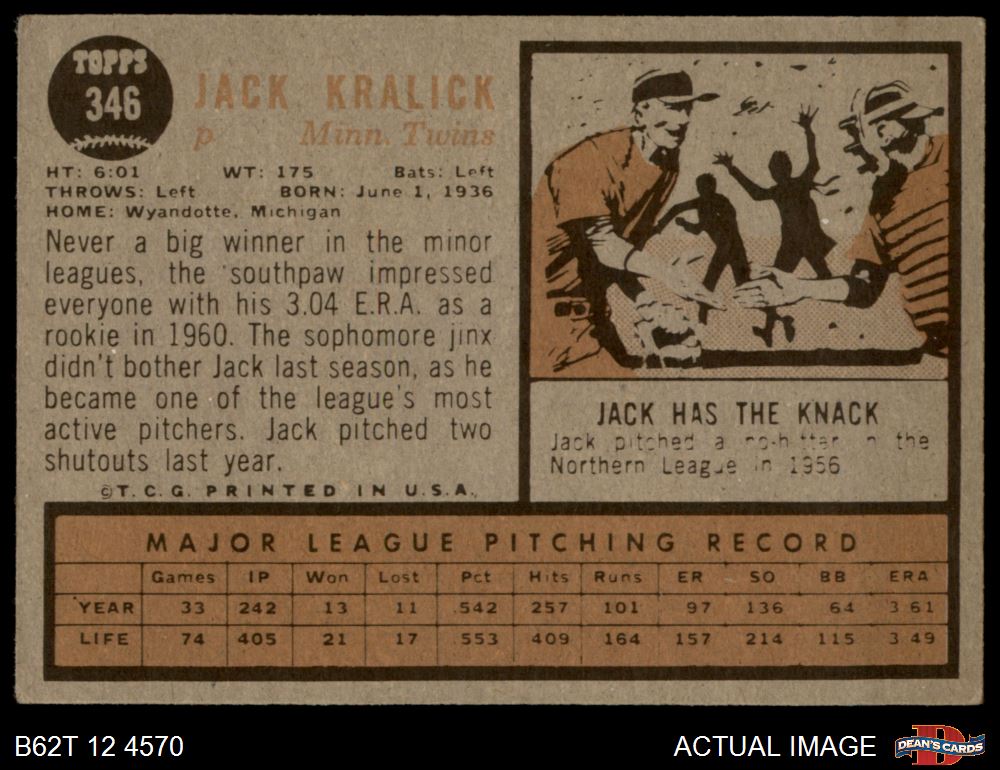 TOPPS
346
JACK KRALICK
p Minn. Twins
HT: 6:01 WT: 175 Bats: Left
THROWS: Left BORN: June 1, 1936
HOME: Wyandotte, Michigan
Never a big winner in the minor
leagues, the southpaw impressed
everyone with his 3.04 E.R.A. as a
rookie in 1960. The sophomore jinx
didn't bother Jack last season, as he
became one of the league's most
active pitchers. Jack pitched two
shutouts last year.
©T.C.G. PRINTED IN U.S.A.
JACK HAS THE KNACK
Jack pitched a no-hitter in the
Northern League in 1956
MAJOR LEAGUE PITCHING RECORD
Games IP Won Lost Pct Hits Runs ER SO BB ERA
YEAR 33 242 13 11 .542 257 101 97 136 64 3.61
LIFE 74 405 21 17 .553 409 164 157 214 115 3.49
B62T 12 4570
ACTUAL IMAGE
DEAN'S CARDS